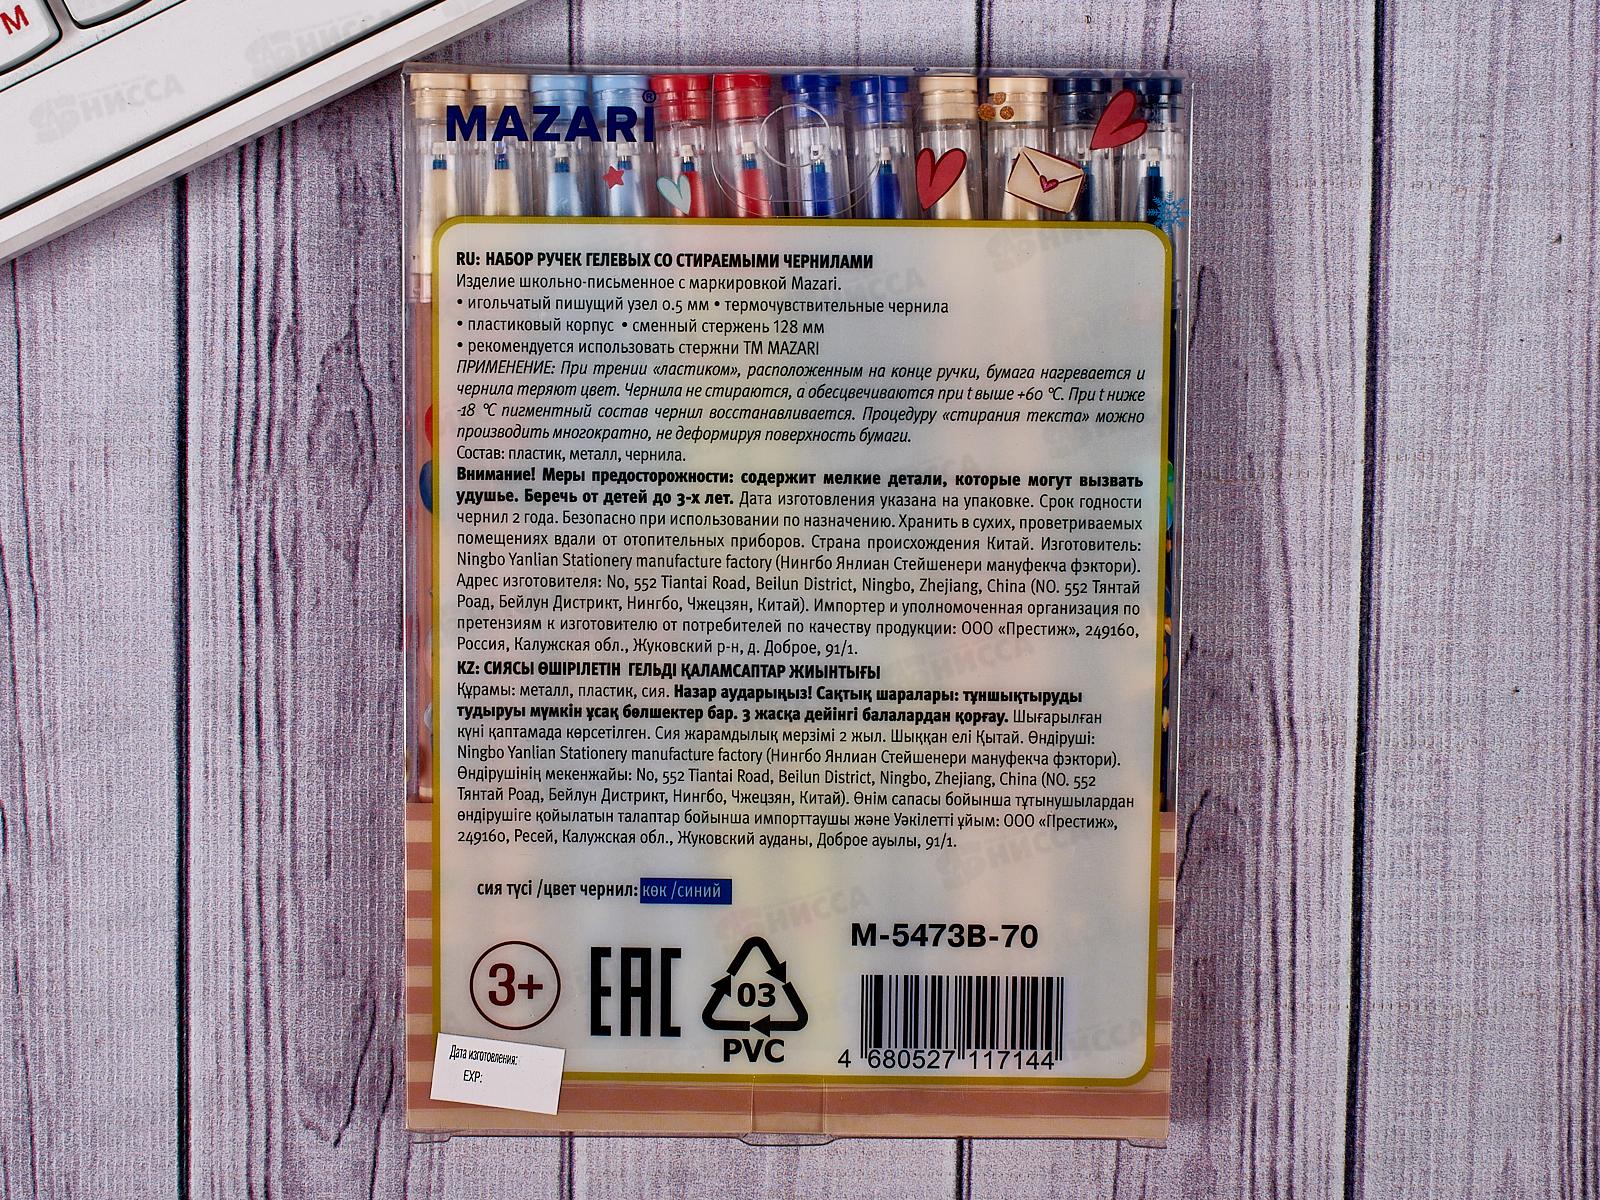 М
MAZARI®
RU: НАБОР РУЧЕК ГЕЛЕВЫХ СО СТИРАЕМЫМИ ЧЕРНИЛАМИ
Изделие школьно-письменное с маркировкой Mazari.
• игольчатый пишущий узел 0.5 мм • термочувствительные чернила
• пластиковый корпус • сменный стержень 128 мм
• рекомендуется использовать стержни ТМ MAZARI
ПРИМЕНЕНИЕ: При трении «ластиком», расположенным на конце ручки, бумага нагревается и
чернила теряют цвет. Чернила не стираются, а обесцвечиваются при t выше +60 °C. При t ниже
-18 °C пигментный состав чернил восстанавливается. Процедуру «стирания текста» можно
производить многократно, не деформируя поверхность бумаги.
Состав: пластик, металл, чернила.
Внимание! Меры предосторожности: содержит мелкие детали, которые могут вызвать
удушье. Беречь от детей до 3-х лет. Дата изготовления указана на упаковке. Срок годности
чернил 2 года. Безопасно при использовании по назначению. Хранить в сухих, проветриваемых
помещениях вдали от отопительных приборов. Страна происхождения Китай. Изготовитель:
Ningbo Yanlian Stationery manufacture factory (Нингбо Янлиан Стейшенери мануфекча фэктори).
Адрес изготовителя: No, 552 Tiantai Road, Beilun District, Ningbo, Zhejiang, China (NO. 552 Тянтай
Роад, Бейлун Дистрикт, Нингбо, Чжецзян, Китай). Импортер и уполномоченная организация по
претензиям к изготовителю от потребителей по качеству продукции: ООО «Престиж», 249160,
Россия, Калужская обл., Жуковский р-н, д. Доброе, 91/1.
KZ: СИЯСЫ ӨШІРІЛЕТІН ГЕЛЬДІ ҚАЛАМСАПТАР ЖИЫНТЫҒЫ
Құрамы: металл, пластик, сия. Назар аударыңыз! Сақтық шаралары: тұншықтыруды
тудыруы мүмкін ұсақ бөлшектер бар. 3 жасқа дейінгі балалардан қорғау. Шығарылған
күні қаптамада көрсетілген. Сия жарамдылық мерзімі 2 жыл. Шыққан елі Қытай. Өндіруші:
Ningbo Yanlian Stationery manufacture factory (Нингбо Янлиан Стейшенери мануфекча фэктори).
Өндірушінің мекенжайы: No, 552 Tiantai Road, Beilun District, Ningbo, Zhejiang, China (NO. 552
Тянтай Роад, Бейлун Дистрикт, Нингбо, Чжецзян, Китай). Өнім сапасы бойынша тұтынушылардан
өндірушіге қойылатын талаптар бойынша импорттаушы және Уәкілетті ұйым: ООО «Престиж»,
249160, Ресей, Калужская обл., Жуковский ауданы, Доброе ауылы, 91/1.
сия түсі /цвет чернил: көк /синий
M-5473B-70
3+
EAC
03
PVC
4 680527 117144
Дата изготовления:
EXP: